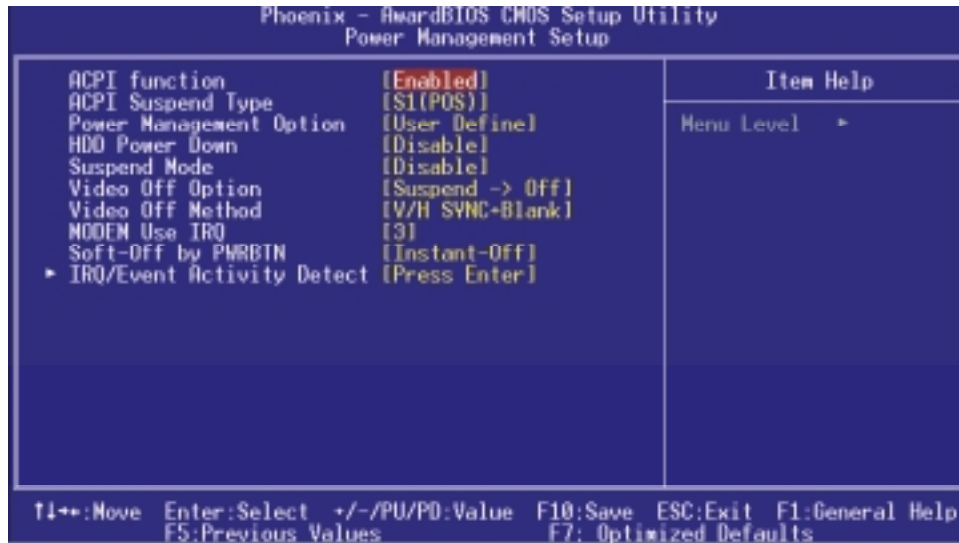 Phoenix - AwardBIOS CMOS Setup Utility
Power Management Setup
ACPI function [Enabled]
ACPI Suspend Type [S1(POS)]
Power Management Option [User Define]
HDD Power Down [Disable]
Suspend Mode [Disable]
Video Off Option [Suspend -> Off]
Video Off Method [V/H SYNC+Blank]
MODEM Use IRQ [3]
Soft-Off by PWRBTN [Instant-Off]
► IRQ/Event Activity Detect [Press Enter]
Item Help
Menu Level ►
↑↓→←:Move Enter:Select +/-/PU/PD:Value F10:Save ESC:Exit F1:General Help
F5:Previous Values F7: Optimized Defaults